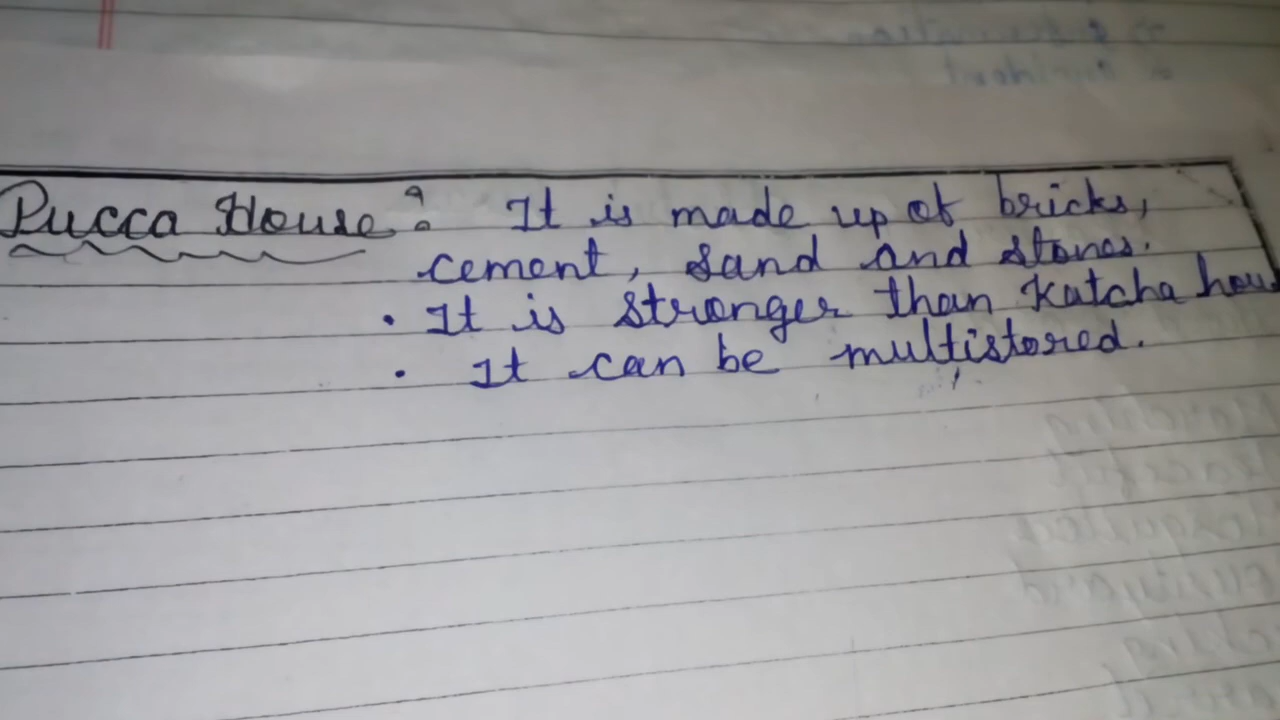 Pucca House : It is made up of bricks,
cement, sand and stones.
• It is stronger than Katcha hou
• It can be multistored.